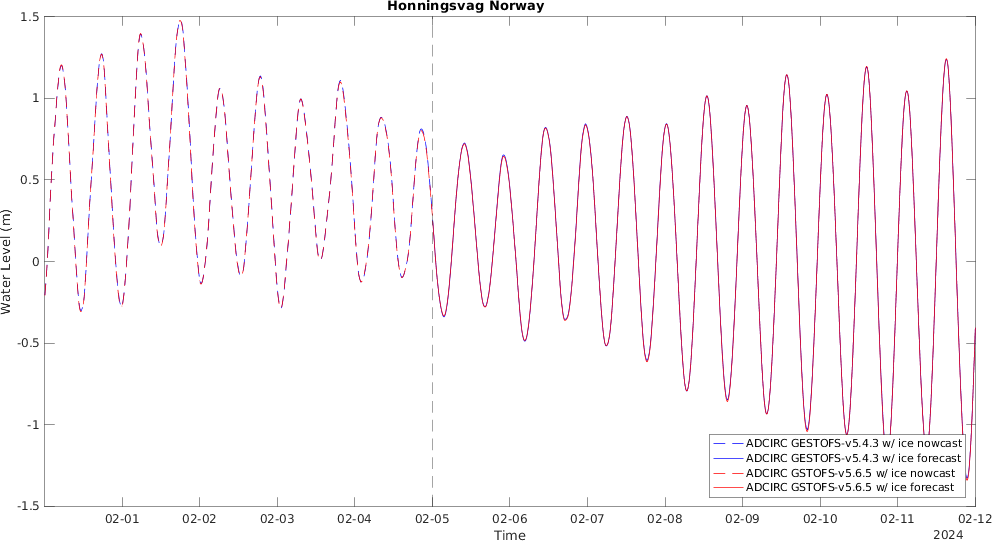 Honningsvag Norway
1.5
1
0.5
0
-0.5
-1
-1.5
Water Level (m)
ADCIRC GESTOFS-v5.4.3 w/ ice nowcast
ADCIRC GESTOFS-v5.4.3 w/ ice forecast
ADCIRC GSTOFS-v5.6.5 w/ ice nowcast
ADCIRC GSTOFS-v5.6.5 w/ ice forecast
02-01 02-02 02-03 02-04 02-05 02-06 02-07 02-08 02-09 02-10 02-11 02-12
Time
2024